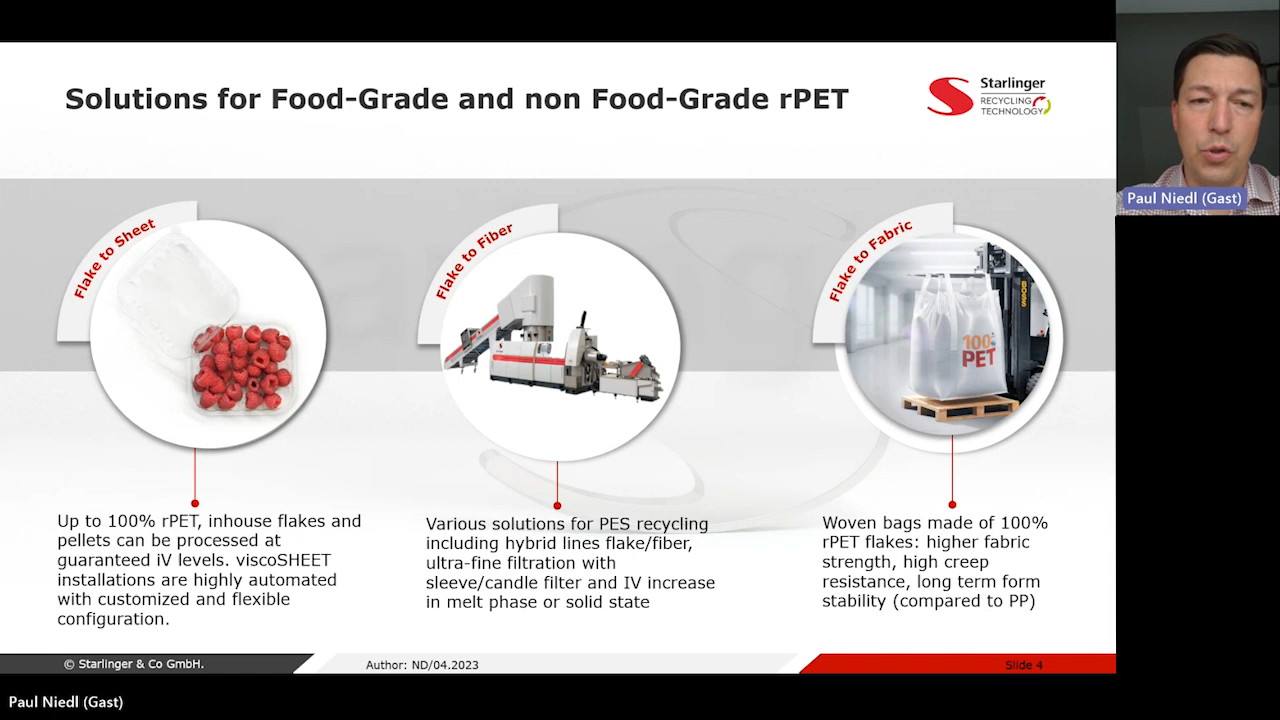 Solutions for Food-Grade and non Food-Grade rPET
Starlinger
RECYCLING
TECHNOLOGY
Paul Niedl (Gast)
Flake to Sheet
Flake to Fiber
Flake to Fabric
BOSS
100%
PET
Up to 100% rPET, inhouse flakes and
pellets can be processed at
guaranteed iV levels. viscoSHEET
installations are highly automated
with customized and flexible
configuration.
Various solutions for PES recycling
including hybrid lines flake/fiber,
ultra-fine filtration with
sleeve/candle filter and IV increase
in melt phase or solid state
Woven bags made of 100%
rPET flakes: higher fabric
strength, high creep
resistance, long term form
stability (compared to PP)
© Starlinger & Co GmbH.
Author: ND/04.2023
Slide 4
Paul Niedl (Gast)